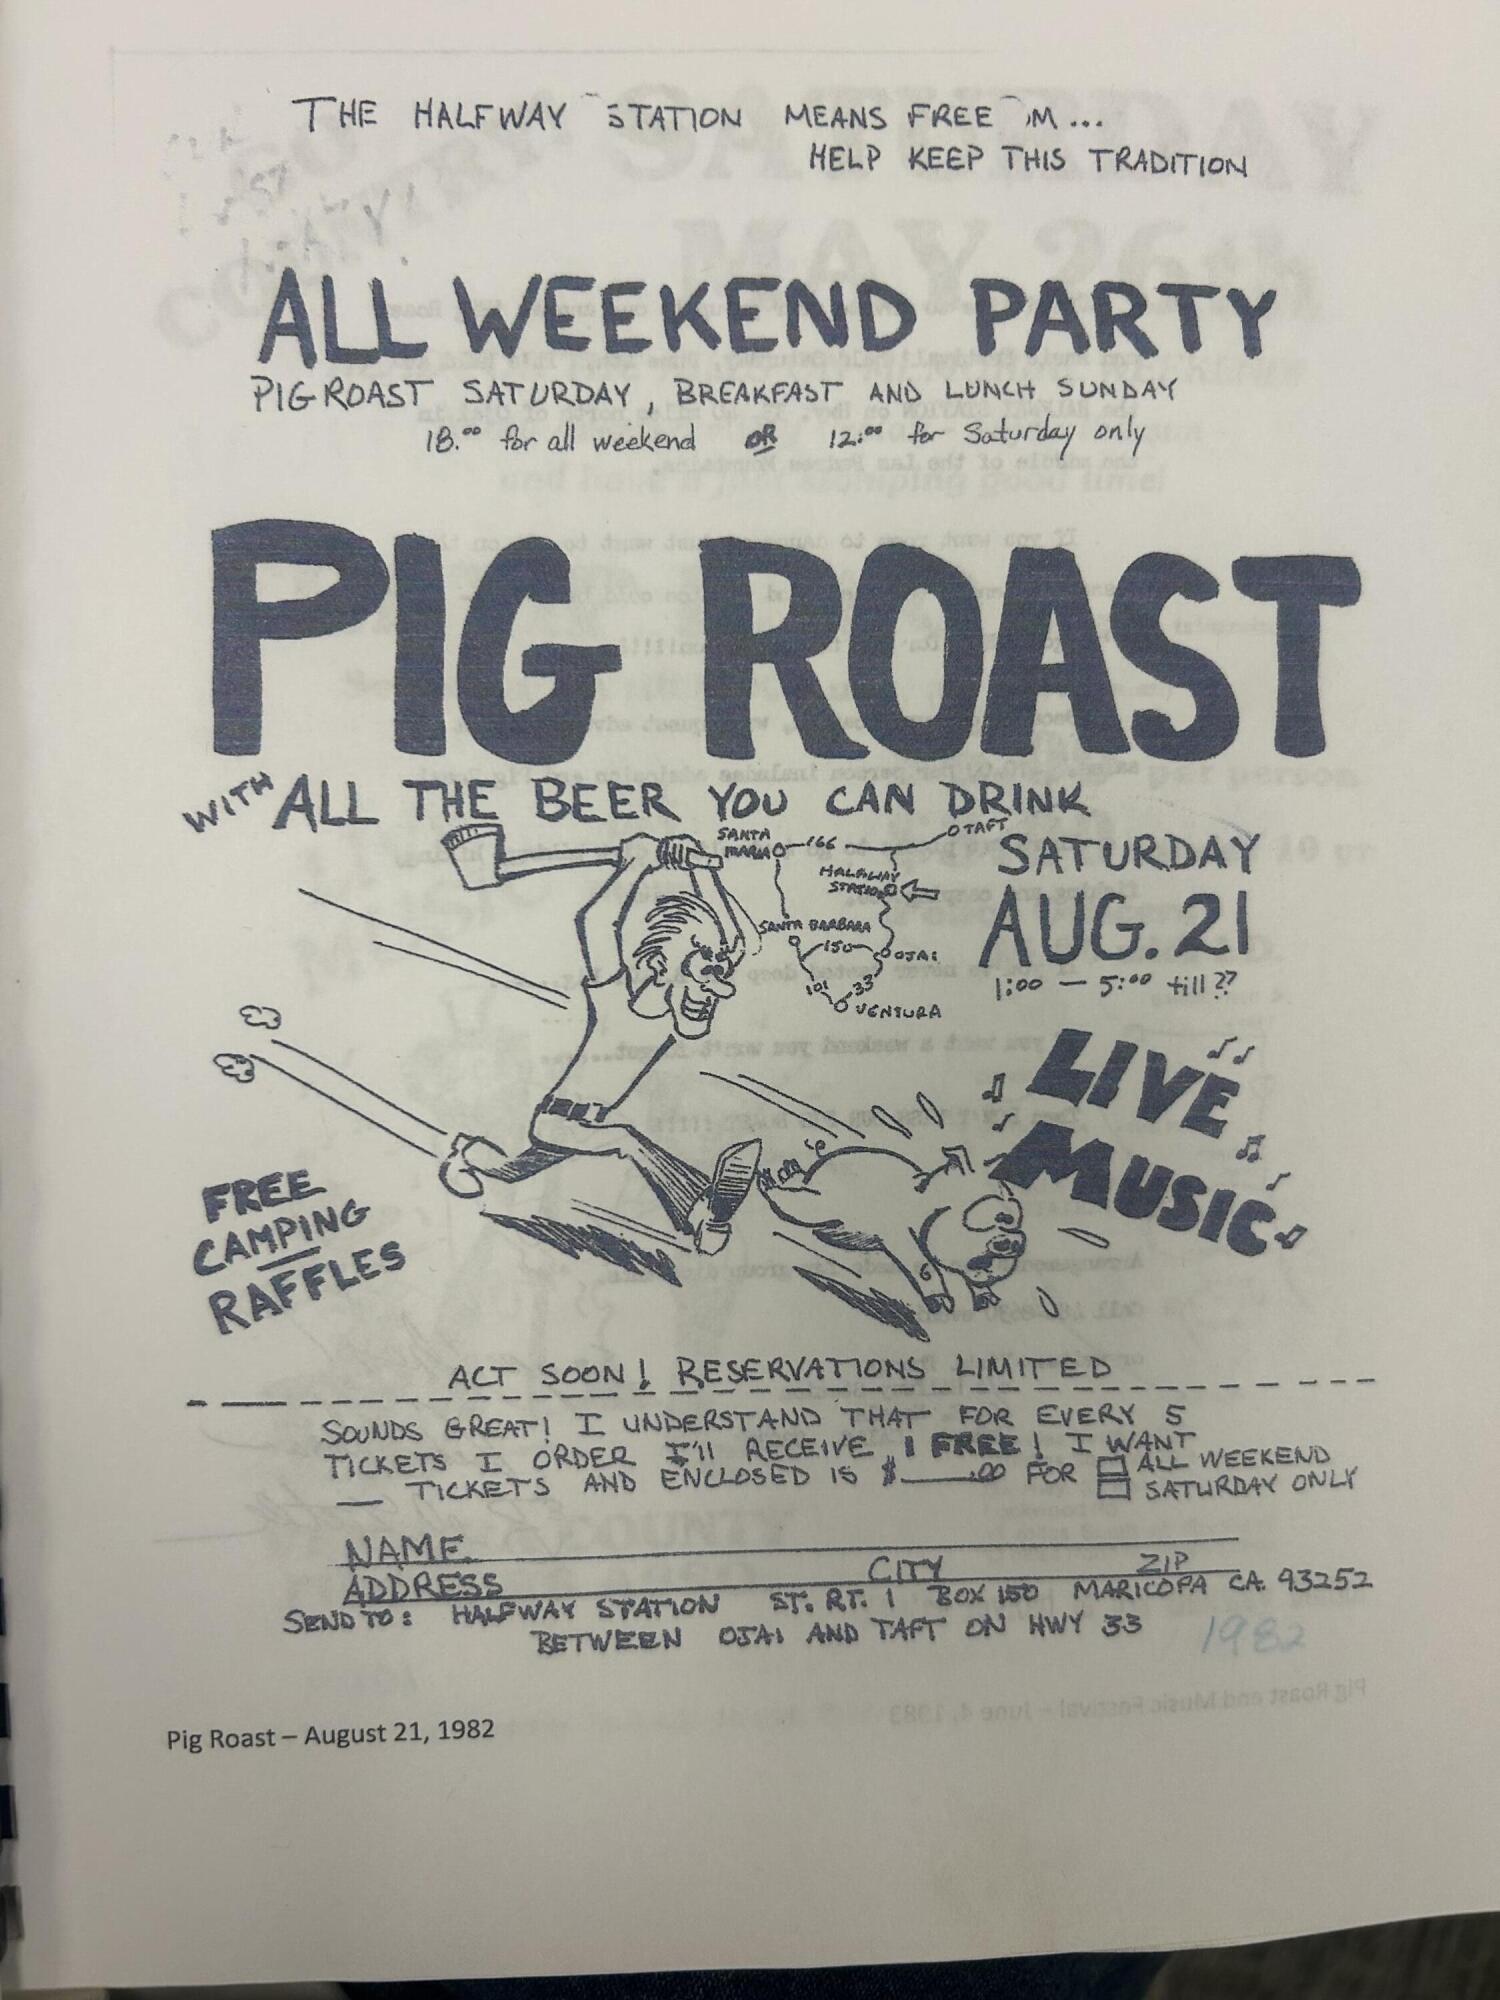 THE HALFWAY STATION MEANS FREE M...
HELP KEEP THIS TRADITION
ALL WEEKEND PARTY
PIG ROAST SATURDAY, BREAKFAST AND LUNCH SUNDAY
18.00 for all weekend OR 12:00 for Saturday only
PIG ROAST
WITH ALL THE BEER YOU CAN DRINK
SANTA MARIA
166
TAFT
HALFWAY STATION
SANTA BARBARA
150
OJAI
101
33
VENTURA
SATURDAY
AUG. 21
1:00 — 5:00 till ??
LIVE
MUSIC
FREE
CAMPING
RAFFLES
ACT SOON! RESERVATIONS LIMITED
SOUNDS GREAT! I UNDERSTAND THAT FOR EVERY 5
TICKETS I ORDER I'll RECEIVE 1 FREE! I WANT
__ TICKETS AND ENCLOSED IS $____.00 FOR ☐ ALL WEEKEND
☐ SATURDAY ONLY
NAME
ADDRESS CITY ZIP
SEND TO: HALFWAY STATION ST. RT. 1 BOX 150 MARICOPA CA. 93252
BETWEEN OJAI AND TAFT ON HWY 33
1982
Pig Roast – August 21, 1982